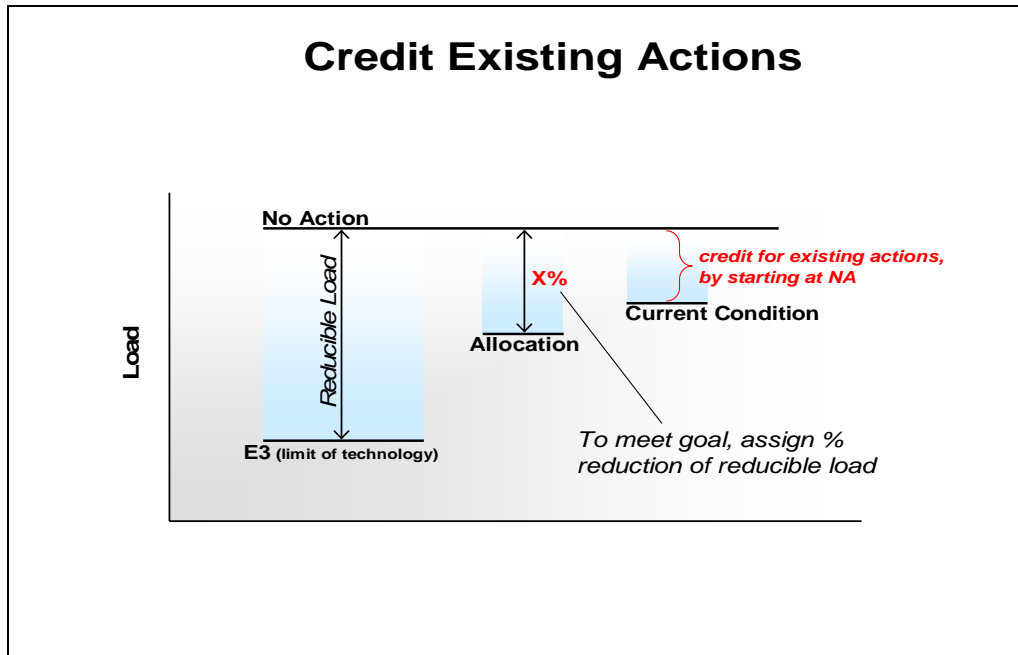 Credit Existing Actions
No Action
Reducible Load
X%
credit for existing actions,
by starting at NA
Current Condition
Allocation
Load
E3 (limit of technology)
To meet goal, assign %
reduction of reducible load